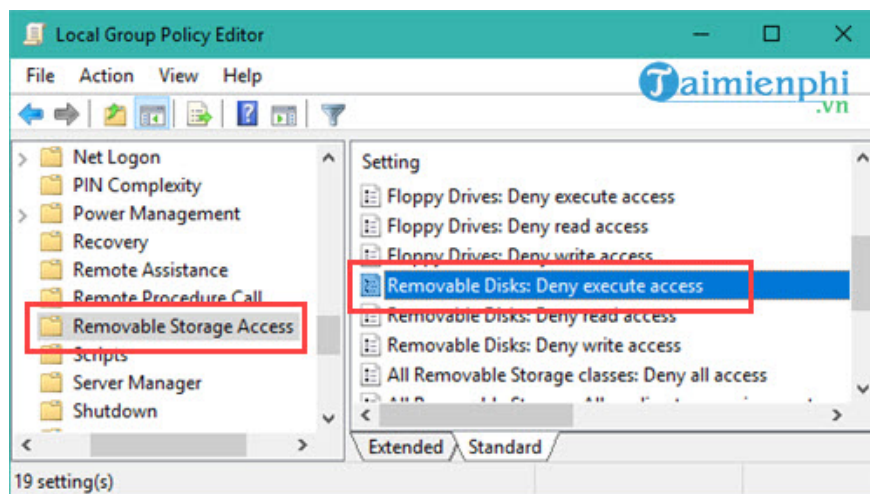 Local Group Policy Editor
File Action View Help
Taimienphi
.vn
Net Logon
PIN Complexity
Power Management
Recovery
Remote Assistance
Remote Procedure Call
Removable Storage Access
Scripts
Server Manager
Shutdown
Setting
Floppy Drives: Deny execute access
Floppy Drives: Deny read access
Floppy Drives: Deny write access
Removable Disks: Deny execute access
Removable Disks: Deny read access
Removable Disks: Deny write access
All Removable Storage classes: Deny all access
Extended Standard
19 setting(s)